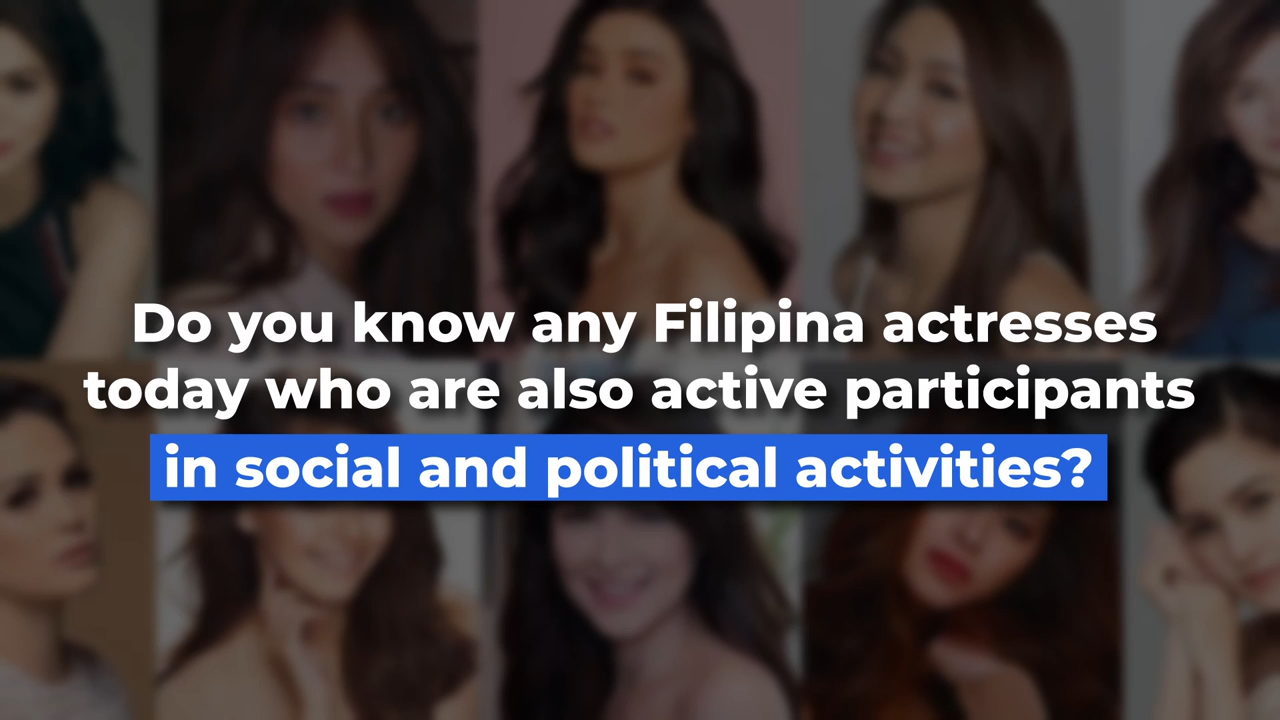 Do you know any Filipina actresses
today who are also active participants
in social and political activities?